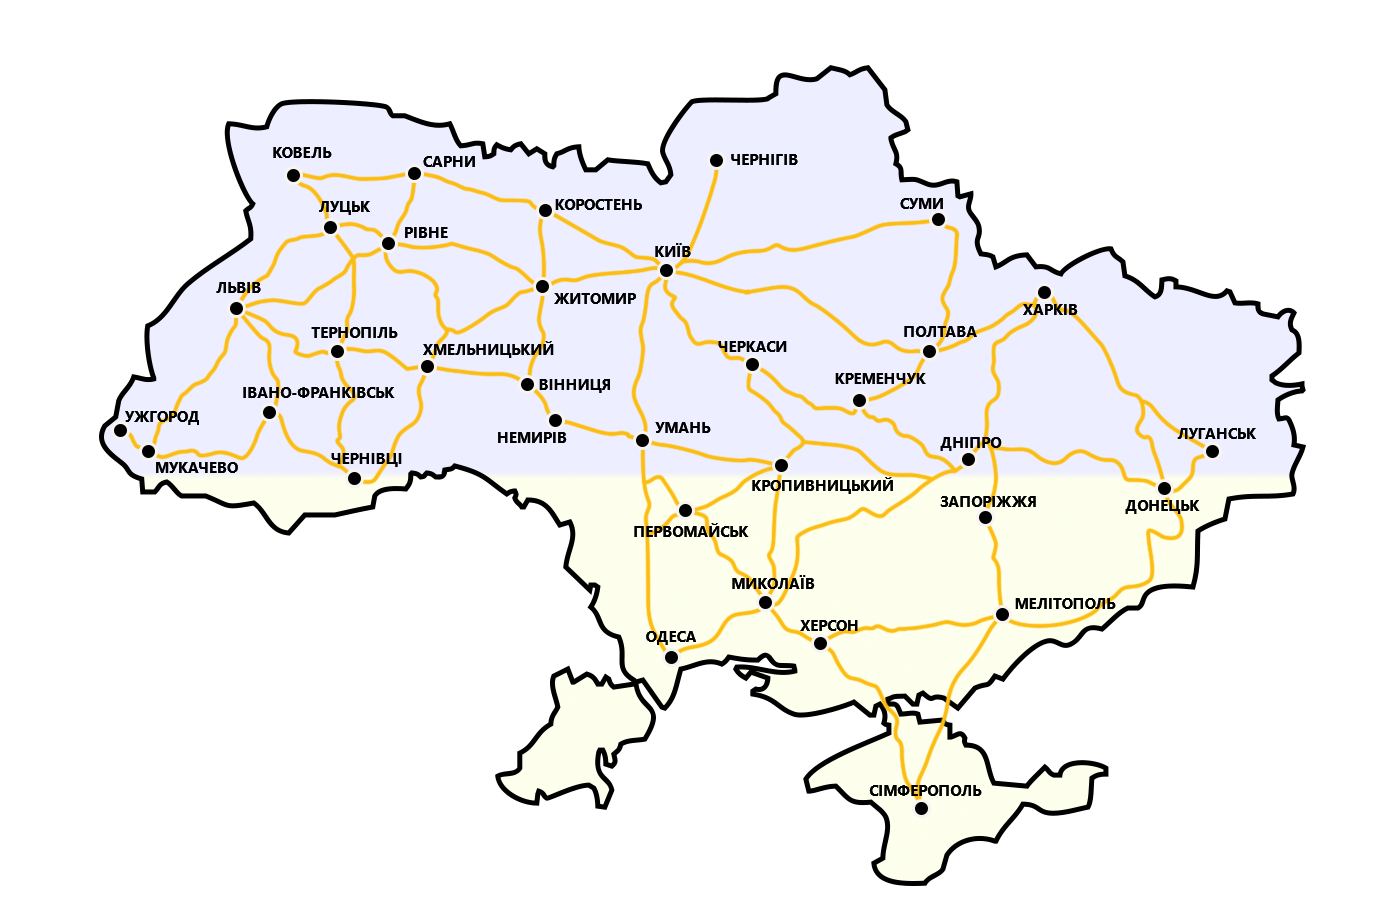 КОВЕЛЬ
САРНИ
ЧЕРНІГІВ
ЛУЦЬК
КОРОСТЕНЬ
СУМИ
РІВНЕ
КИЇВ
ЛЬВІВ
ЖИТОМИР
ХАРКІВ
ТЕРНОПІЛЬ
ПОЛТАВА
ХМЕЛЬНИЦЬКИЙ
ЧЕРКАСИ
КРЕМЕНЧУК
ВІННИЦЯ
ІВАНО-ФРАНКІВСЬК
УЖГОРОД
УМАНЬ
НЕМИРІВ
ЛУГАНСЬК
ДНІПРО
ЧЕРНІВЦІ
МУКАЧЕВО
КРОПИВНИЦЬКИЙ
ЗАПОРІЖЖЯ
ДОНЕЦЬК
ПЕРВОМАЙСЬК
МИКОЛАЇВ
МЕЛІТОПОЛЬ
ХЕРСОН
ОДЕСА
СІМФЕРОПОЛЬ